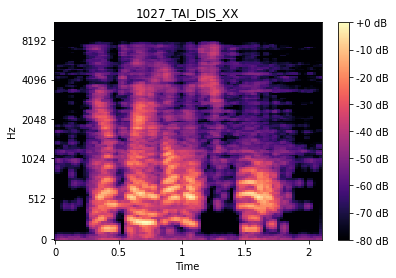 1027_TAI_DIS_XX
+0 dB
8192
-10 dB
4096
-20 dB
-30 dB
2048
Hz
-40 dB
1024
-50 dB
512
-60 dB
-70 dB
0
-80 dB
0
0.5
1
1.5
2
Time